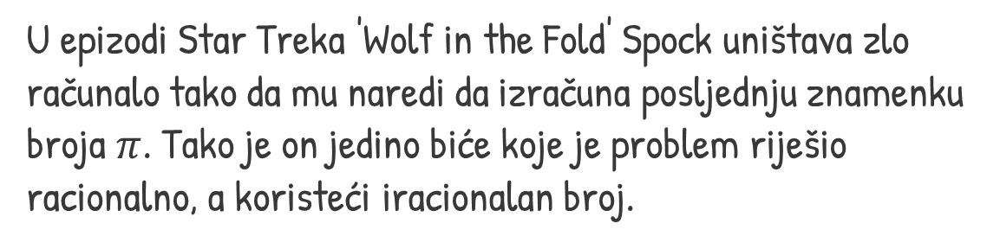 U epizodi Star Treka 'Wolf in the Fold' Spock uništava zlo
računalo tako da mu naredi da izračuna posljednju znamenku
broja π. Tako je on jedino biće koje je problem riješio
racionalno, a koristeći iracionalan broj.